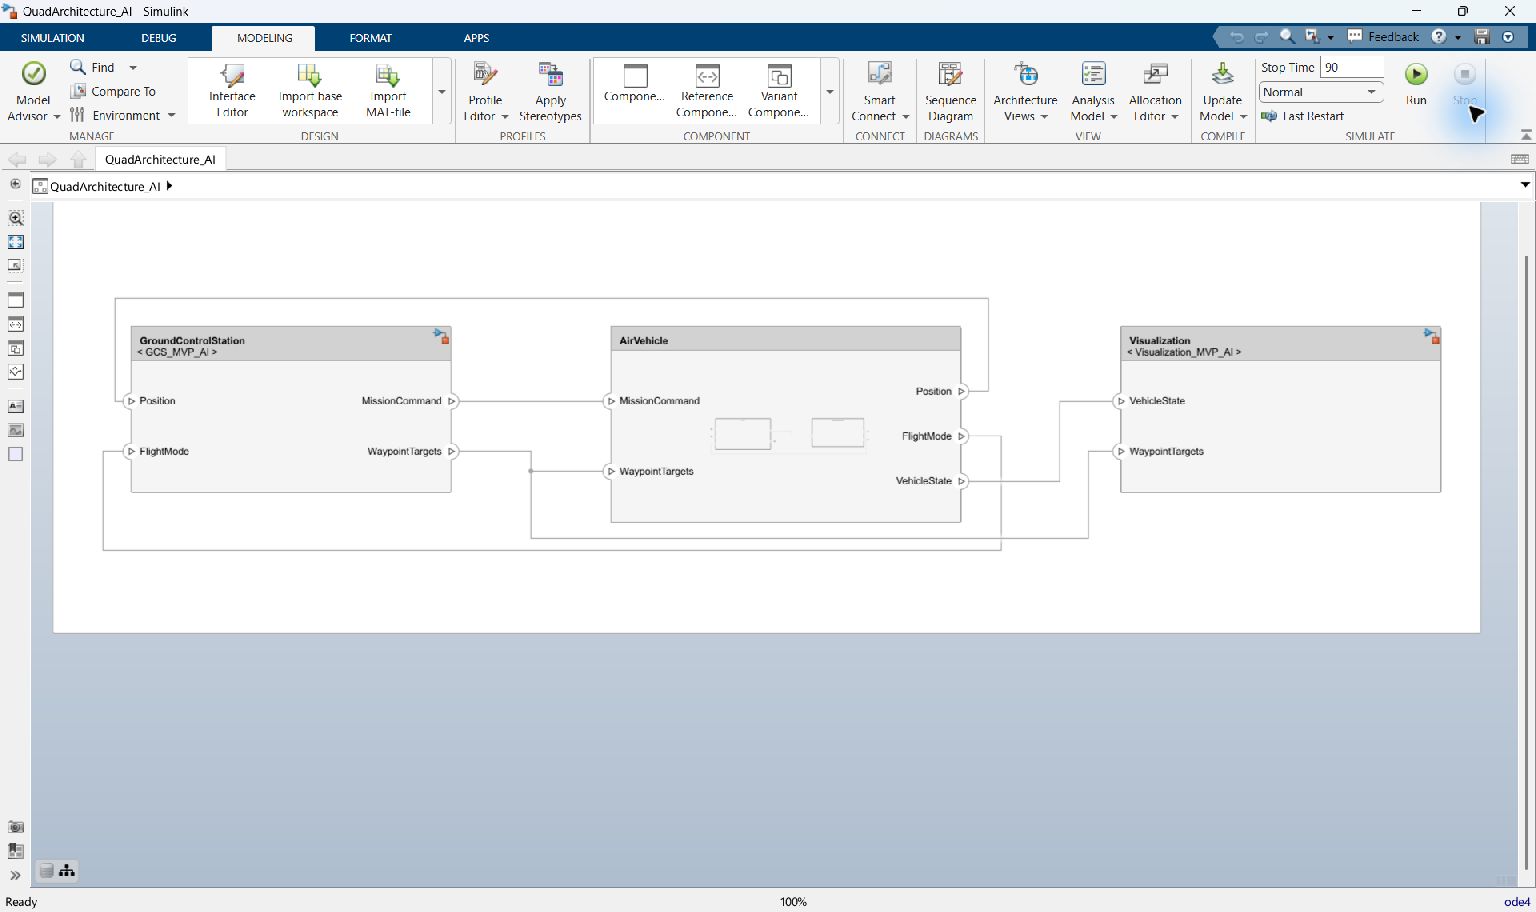 QuadArchitecture_AI - Simulink
SIMULATION DEBUG MODELING FORMAT APPS
Feedback
Model Advisor
Find
Compare To
Environment
MANAGE
Interface Editor
Import base workspace
Import MAT-file
DESIGN
Profile Editor
Apply Stereotypes
PROFILES
Compone...
Reference Compone...
Variant Compone...
COMPONENT
Smart Connect
CONNECT
Sequence Diagram
DIAGRAMS
Architecture Views
Analysis Model
Allocation Editor
VIEW
Update Model
COMPILE
Stop Time 90
Normal
Fast Restart
Run
Stop
SIMULATE
QuadArchitecture_AI
QuadArchitecture_AI
GroundControlStation
< GCS_MVP_AI >
Position
MissionCommand
FlightMode
WaypointTargets
AirVehicle
MissionCommand
WaypointTargets
Position
FlightMode
VehicleState
Visualization
< Visualization_MVP_AI >
VehicleState
WaypointTargets
Ready 100% ode4